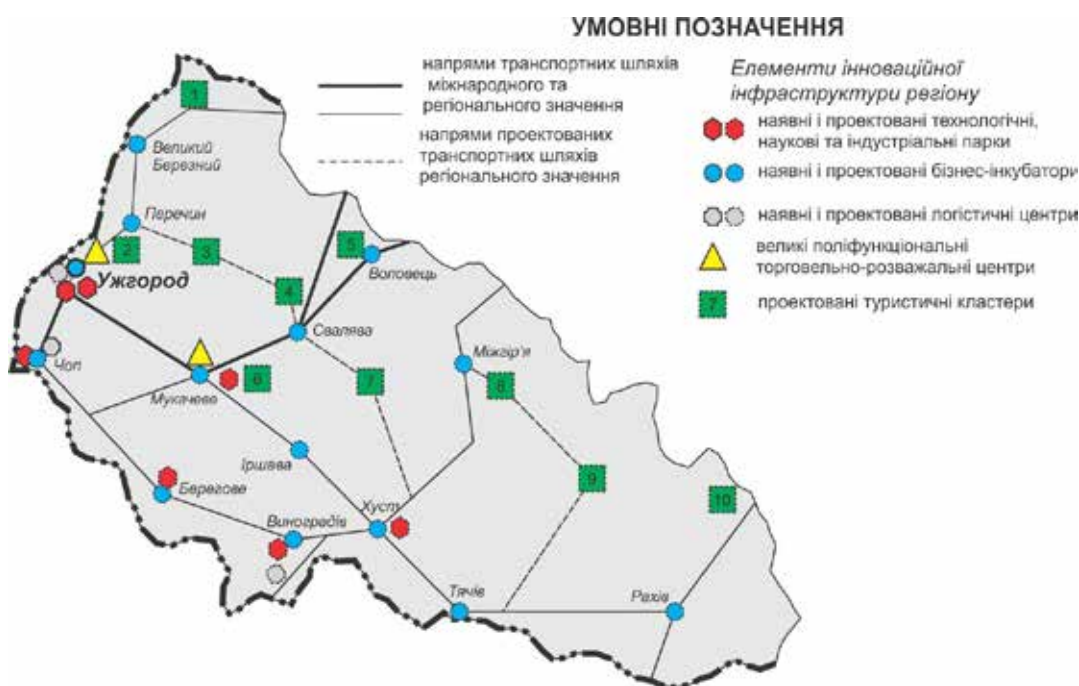 УМОВНІ ПОЗНАЧЕННЯ
напрями транспортних шляхів
міжнародного та
регіонального значення
напрями проектованих
транспортних шляхів
регіонального значення
Елементи інноваційної
інфраструктури регіону
наявні і проектовані технологічні,
наукові та індустріальні парки
наявні і проектовані бізнес-інкубатори
наявні і проектовані логістичні центри
великі поліфункціональні
торговельно-розважальні центри
7
проектовані туристичні кластери
1
Великий
Березний
Перечин
2
3
Ужгород
4
5
Воловець
Свалява
Чоп
Мукачеве
6
7
Міжгір'я
8
Іршава
Берегове
Виноградів
Хуст
9
10
Тячів
Рахів